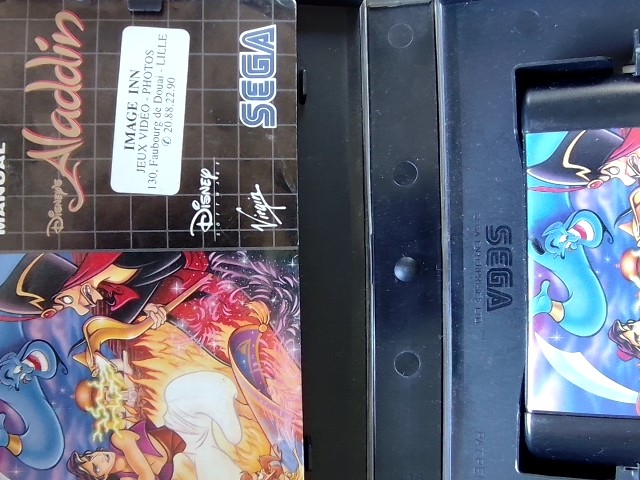 MANUAL
DISNEY'S
Aladdin
IMAGE INN
JEUX VIDEO - PHOTOS
130, Faubourg de Douai - LILLE
✆ 20.88.22.90
SEGA
DISNEY
Virgin
SEGA